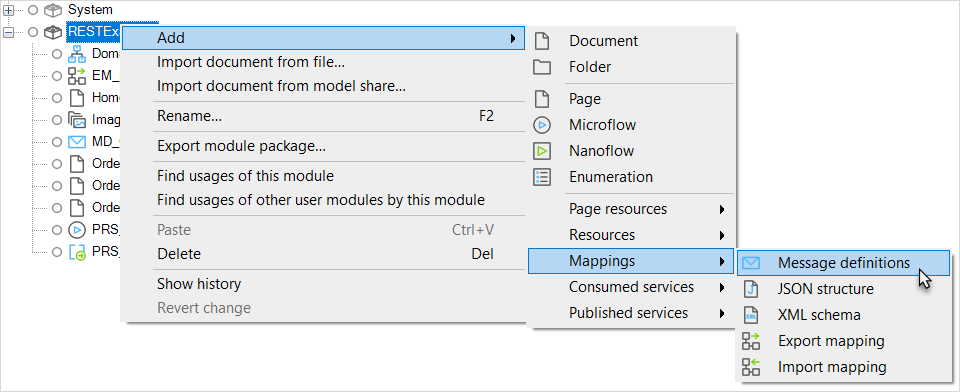 System
RESTEx
Add
Import document from file...
Import document from model share...
Rename... F2
Export module package...
Find usages of this module
Find usages of other user modules by this module
Paste Ctrl+V
Delete Del
Show history
Revert change
Dome
EM_
Home
Imag
MD_
Orde
Orde
Orde
PRS_
PRS_
Document
Folder
Page
Microflow
Nanoflow
Enumeration
Page resources
Resources
Mappings
Consumed services
Published services
Message definitions
JSON structure
XML schema
Export mapping
Import mapping